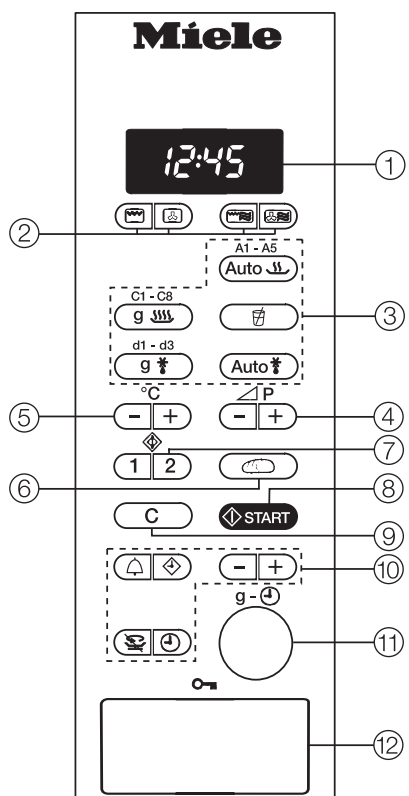 Miele
12:45
①
②
A1 - A5
Auto
C1 - C8
g
③
d1 - d3
g Auto
°C P
⑤ - + - + ④
1 2 ⑦
⑥ ⑧
C START
⑨
- + ⑩
g -
⑪
⑫